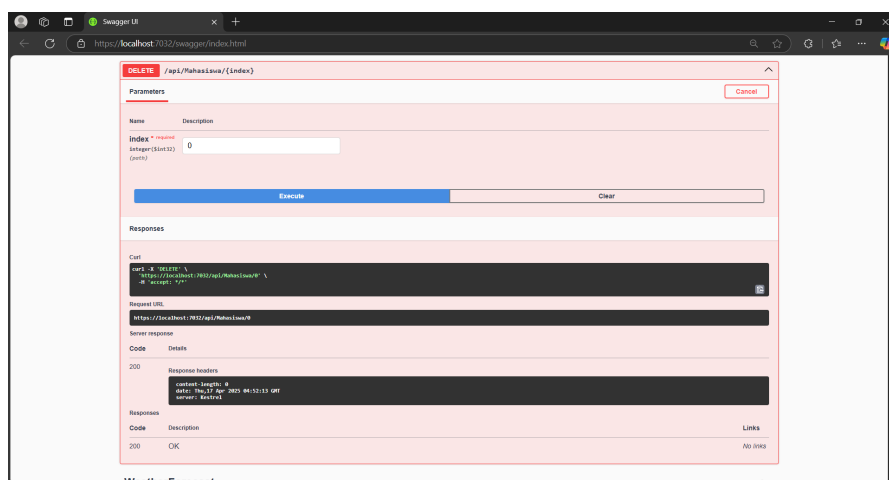 Swagger UI
https://localhost:7032/swagger/index.html
DELETE /api/Mahasiswa/{index}
Parameters
Cancel
Name Description
index * required
integer($int32)
(path)
0
Execute Clear
Responses
Curl
curl -X 'DELETE' \
'https://localhost:7032/api/Mahasiswa/0' \
-H 'accept: */*'
Request URL
https://localhost:7032/api/Mahasiswa/0
Server response
Code Details
200
Response headers
content-length: 0
date: Thu,17 Apr 2025 04:52:13 GMT
server: Kestrel
Responses
Code Description Links
200 OK No links